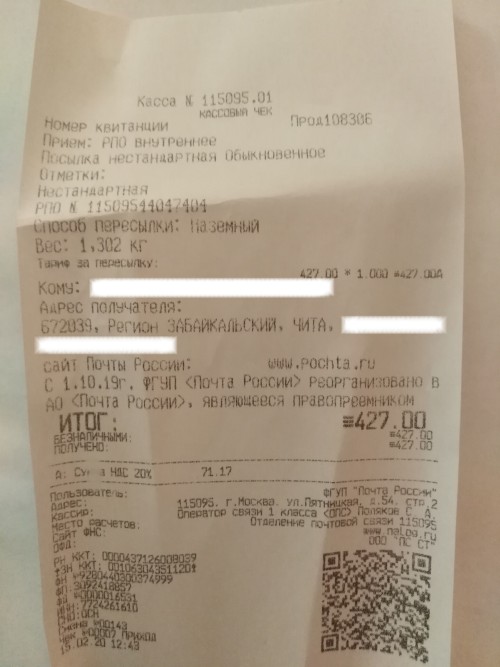 Касса № 115095.01
КАССОВЫЙ ЧЕК
Номер квитанции Прод108306
Прием: РПО внутреннее
Посылка нестандартная Обыкновенное
Отметки:
Нестандартная
РПО № 11509544047404
Способ пересылки: Наземный
Вес: 1,302 кг
Тариф за пересылку:
427.00 * 1.000 ≡427.00А
Кому:
Адрес получателя:
672039, Регион ЗАБАЙКАЛЬСКИЙ, ЧИТА,
сайт Почты России: www.pochta.ru
С 1.10.19г. ФГУП <Почта России> реорганизовано в
АО <Почта России>, являющееся правопреемником
ИТОГ: ≡427.00
БЕЗНАЛИЧНЫМИ: ≡427.00
ПОЛУЧЕНО: ≡427.00
А: Сумма НДС 20% 71.17
Пользователь: ФГУП "Почта России"
Адрес: 115095, г.Москва, ул.Пятницкая, д.54, стр.2
Кассир: Оператор связи 1 класса (ОПС) Поляков С. А.
Место расчетов: Отделение почтовой связи 115095
Сайт ФНС: www.nalog.ru
ОФД: ООО "ПС СТ"
РН ККТ: 0000437126008039
ЗН ККТ: 00106304351120
ФН №9280440300374999
ФП: 3092418857
ФД №0000016531
ИНН: 7724261610
СНО: ОСН
Смена №00143
Чек №00007 ПРИХОД
15.02.20 12:43